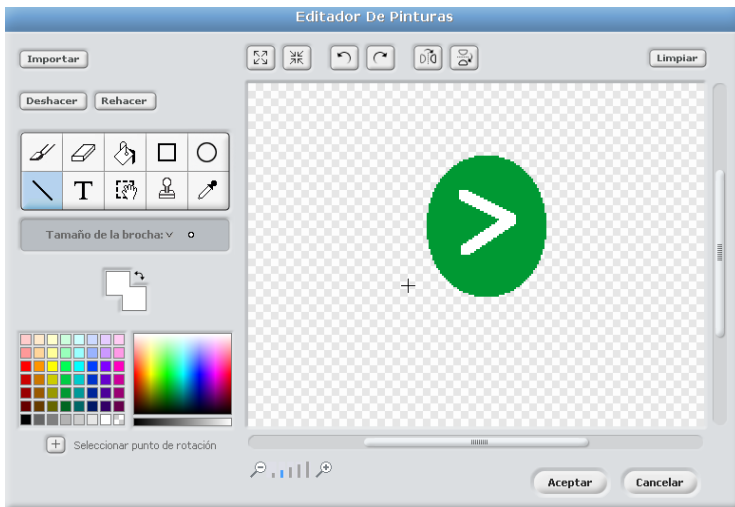 Editador De Pinturas
Importar
Limpiar
Deshacer Rehacer
T
Tamaño de la brocha:
Seleccionar punto de rotación
Aceptar Cancelar